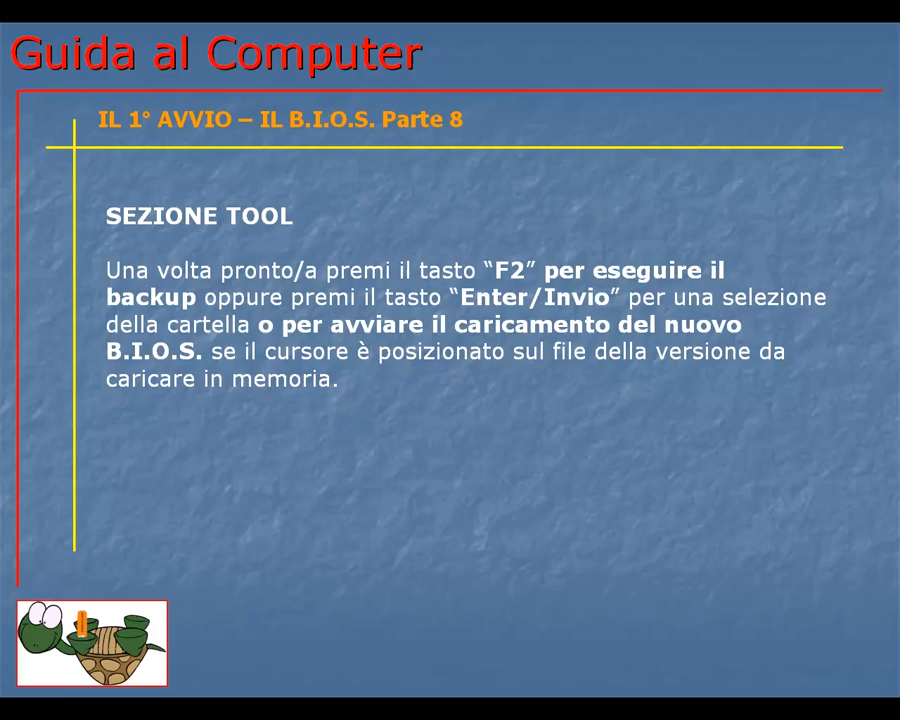 Guida al Computer
IL 1° AVVIO – IL B.I.O.S. Parte 8
SEZIONE TOOL
Una volta pronto/a premi il tasto “F2” per eseguire il
backup oppure premi il tasto “Enter/Invio” per una selezione
della cartella o per avviare il caricamento del nuovo
B.I.O.S. se il cursore è posizionato sul file della versione da
caricare in memoria.